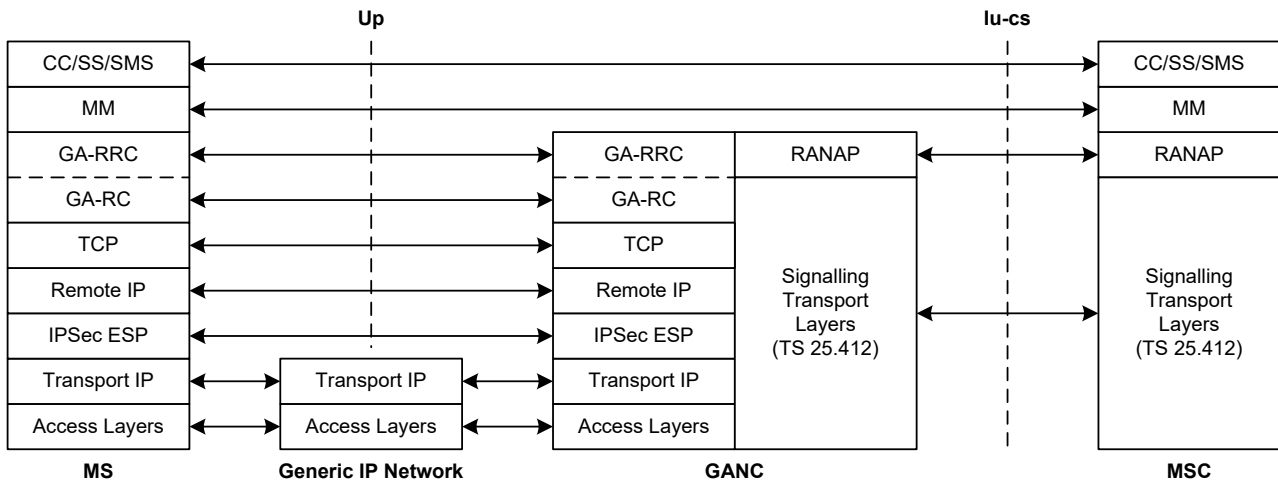 Up
Iu-cs
CC/SS/SMS
CC/SS/SMS
MM
MM
GA-RRC
GA-RRC
RANAP
RANAP
GA-RC
GA-RC
TCP
TCP
Remote IP
Remote IP
Signalling
Transport
Layers
(TS 25.412)
Signalling
Transport
Layers
(TS 25.412)
IPSec ESP
IPSec ESP
Transport IP
Transport IP
Transport IP
Access Layers
Access Layers
Access Layers
MS
Generic IP Network
GANC
MSC